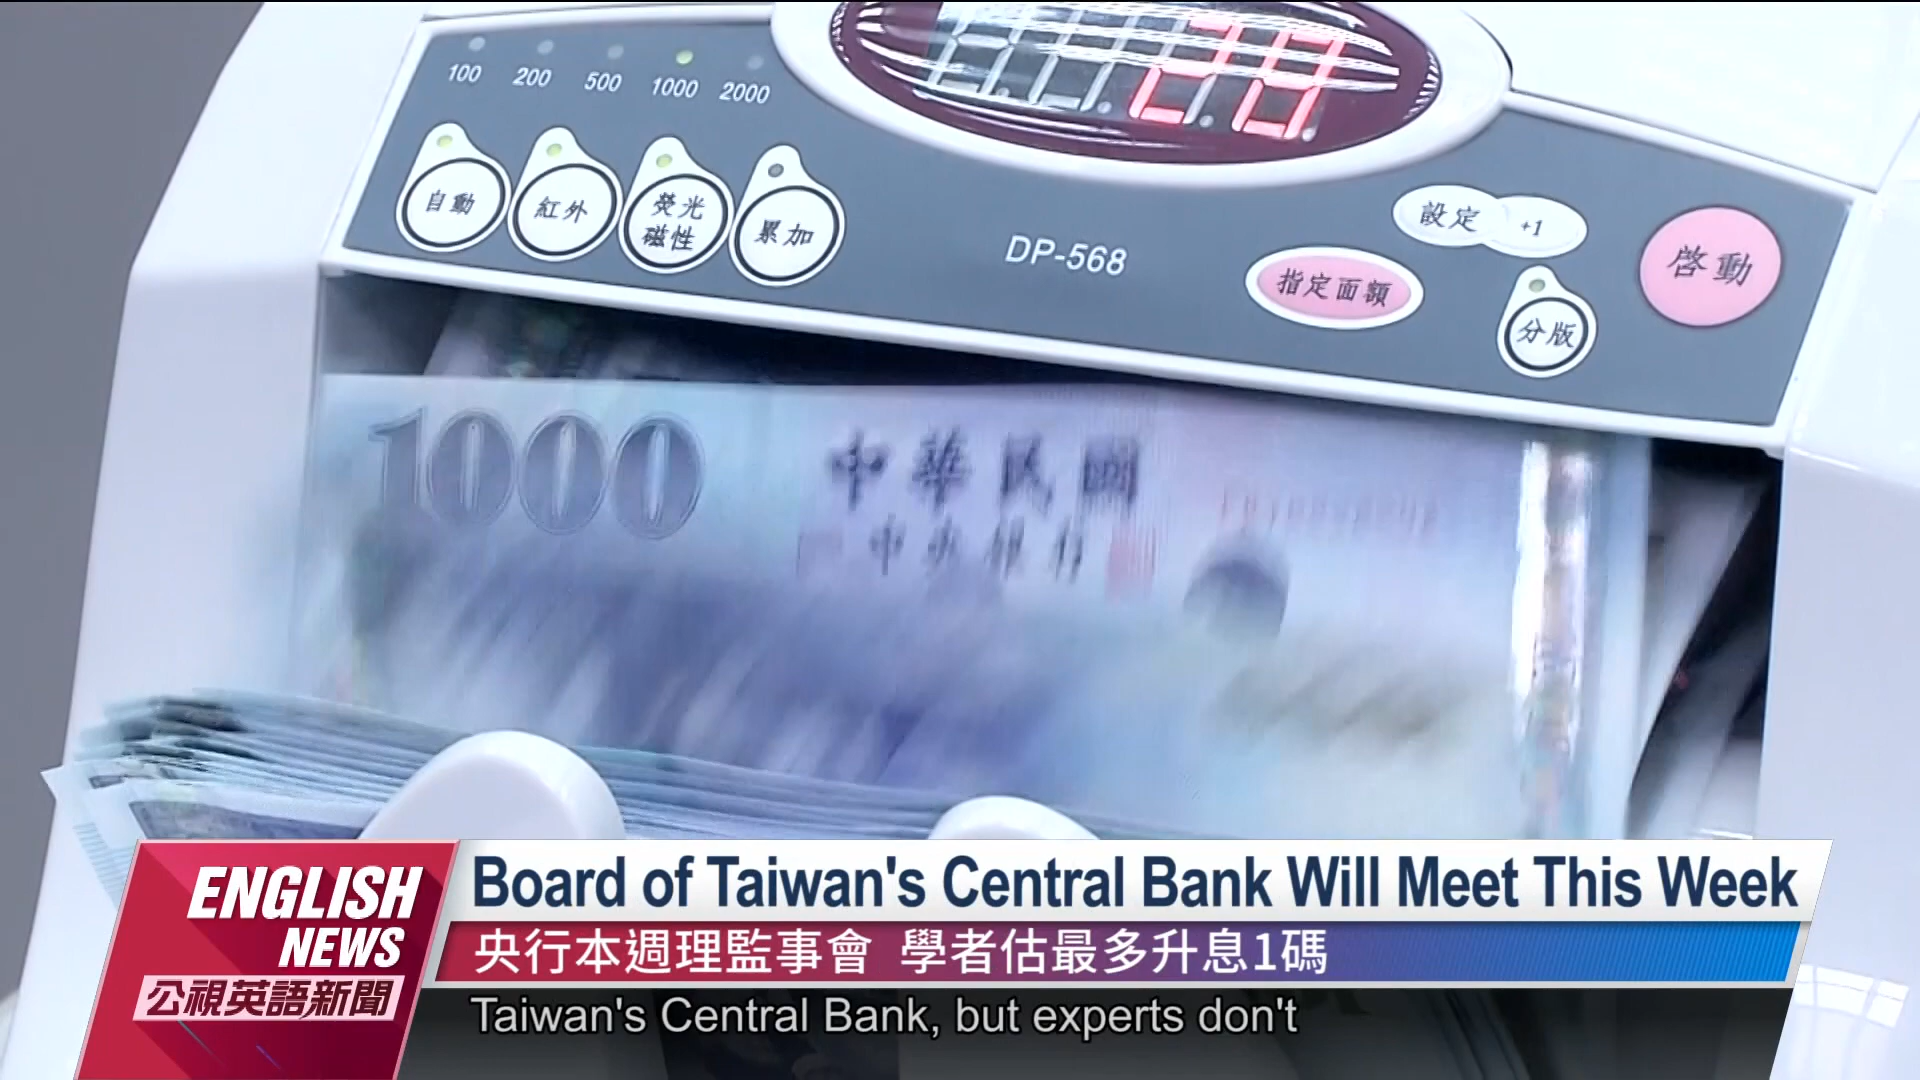 100 200 500 1000 2000
自動
紅外
熒光
磁性
累加
DP-568
設定
+1
指定面額
分版
啓動
1000
中華民國
中央銀行
ENGLISH
NEWS
公視英語新聞
Board of Taiwan's Central Bank Will Meet This Week
央行本週理監事會 學者估最多升息1碼
Taiwan's Central Bank, but experts don't